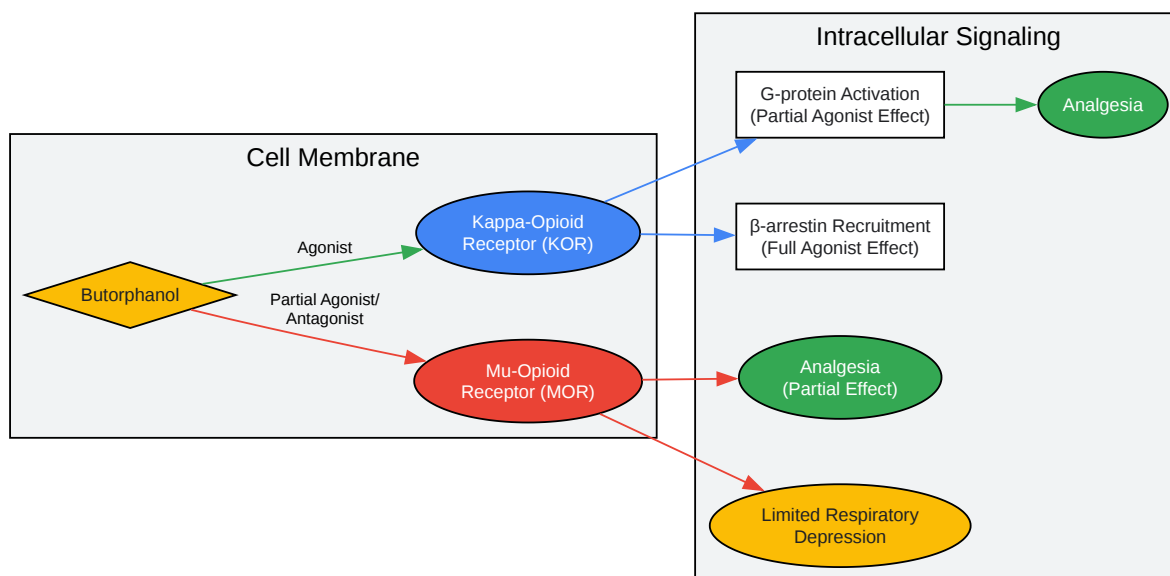 Intracellular Signaling
G-protein Activation
(Partial Agonist Effect)
Analgesia
Cell Membrane
Kappa-Opioid
Receptor (KOR)
β-arrestin Recruitment
(Full Agonist Effect)
Agonist
Butorphanol
Partial Agonist/
Antagonist
Mu-Opioid
Receptor (MOR)
Analgesia
(Partial Effect)
Limited Respiratory
Depression